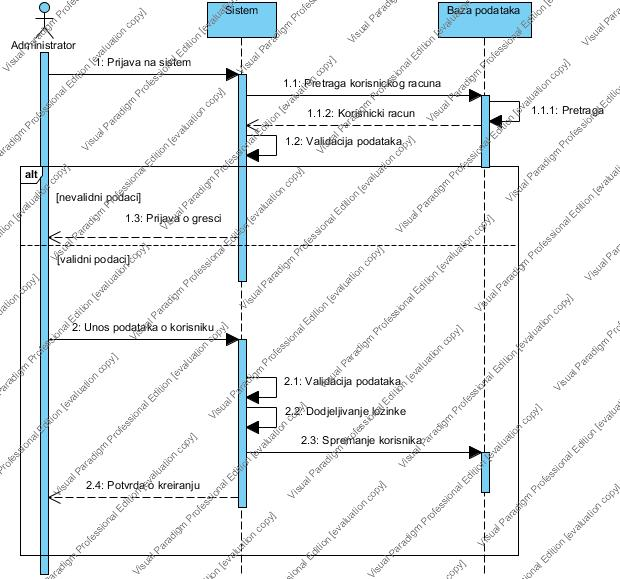 Sistem
Baza podataka
Administrator
1: Prijava na sistem
1.1: Pretraga korisnickog racuna
1.1.2: Korisnicki racun
1.1.1: Pretraga
1.2: Validacija podataka
alt
[nevalidni podaci]
1.3: Prijava o gresci
[validni podaci]
2: Unos podataka o korisniku
2.1: Validacija podataka
2.2: Dodjeljivanje lozinke
2.3: Spremanje korisnika
2.4: Potvrda o kreiranju
Visual Paradigm Professional Edition [evaluation copy]